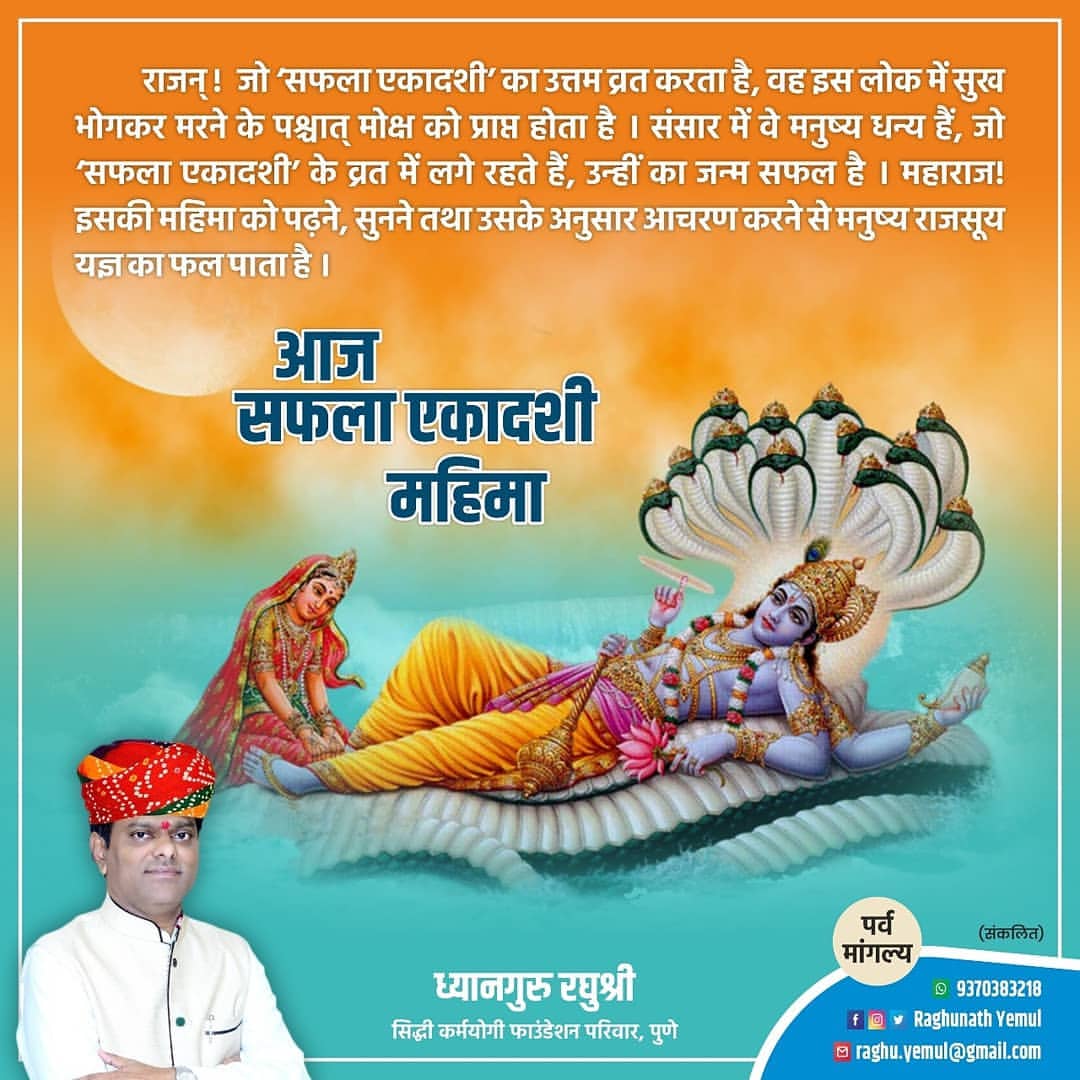 राजन् ! जो ‘सफला एकादशी’ का उत्तम व्रत करता है, वह इस लोक में सुख
भोगकर मरने के पश्चात् मोक्ष को प्राप्त होता है । संसार में वे मनुष्य धन्य हैं, जो
‘सफला एकादशी’ के व्रत में लगे रहते हैं, उन्हीं का जन्म सफल है । महाराज!
इसकी महिमा को पढ़ने, सुनने तथा उसके अनुसार आचरण करने से मनुष्य राजसूय
यज्ञ का फल पाता है ।
आज
सफला एकादशी
महिमा
ध्यानगुरु रघुश्री
सिद्धी कर्मयोगी फाउंडेशन परिवार, पुणे
पर्व
मांगल्य
(संकलित)
9370383218
Raghunath Yemul
raghu.yemul@gmail.com